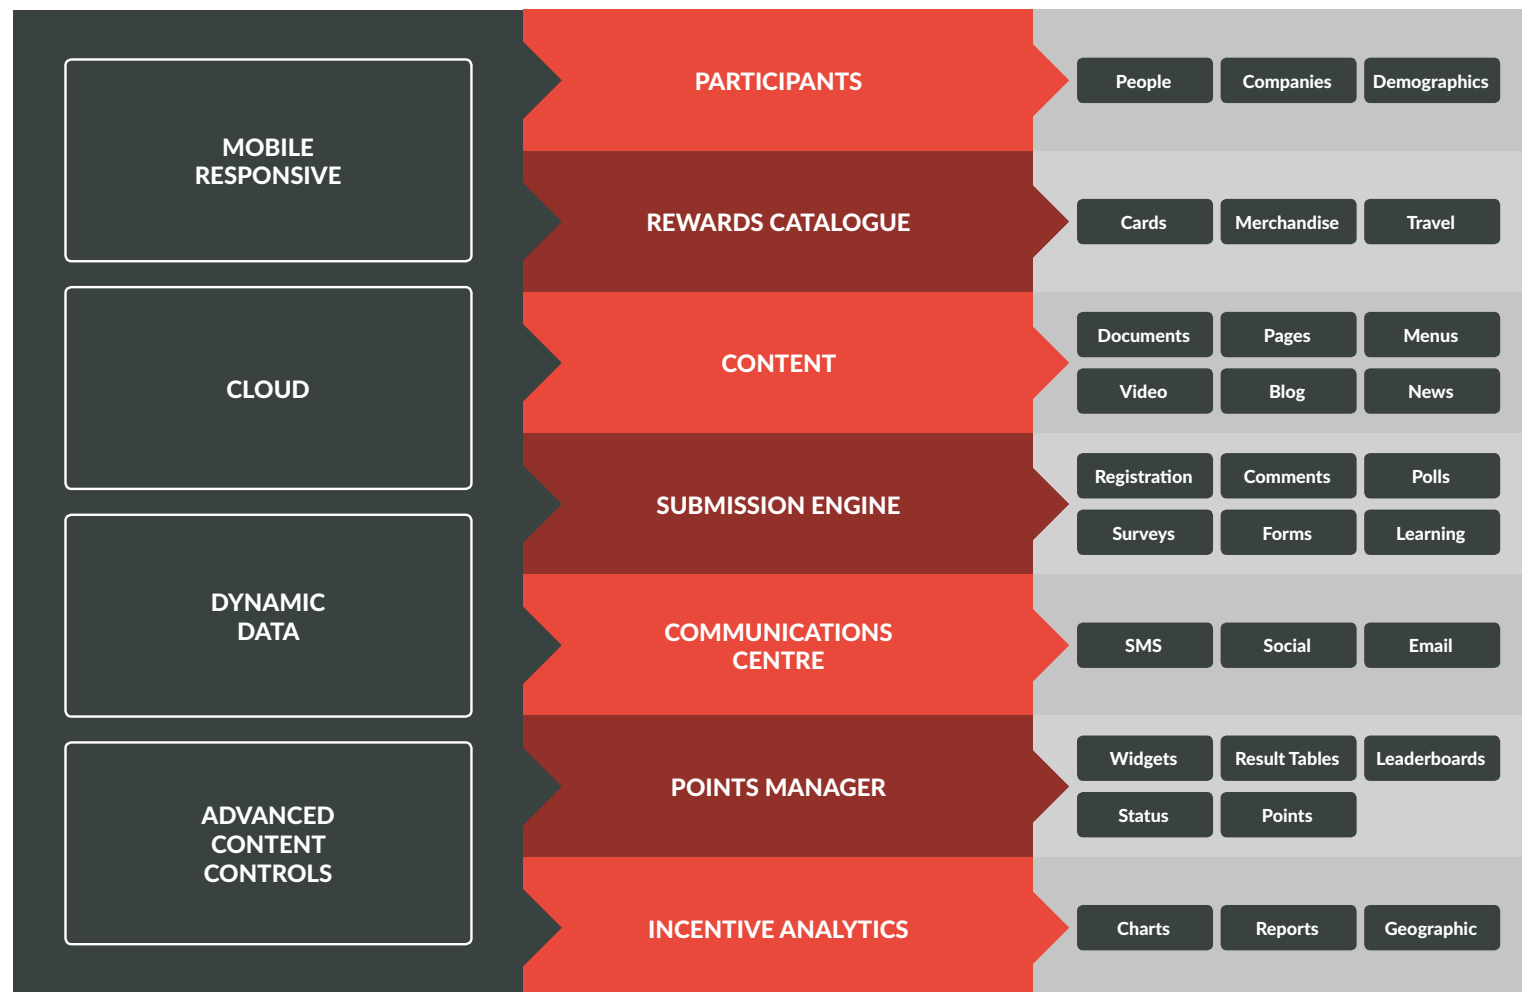 MOBILE
RESPONSIVE
CLOUD
DYNAMIC
DATA
ADVANCED
CONTENT
CONTROLS
PARTICIPANTS
People Companies Demographics
REWARDS CATALOGUE
Cards Merchandise Travel
CONTENT
Documents Pages Menus
Video Blog News
SUBMISSION ENGINE
Registration Comments Polls
Surveys Forms Learning
COMMUNICATIONS
CENTRE
SMS Social Email
POINTS MANAGER
Widgets Result Tables Leaderboards
Status Points
INCENTIVE ANALYTICS
Charts Reports Geographic